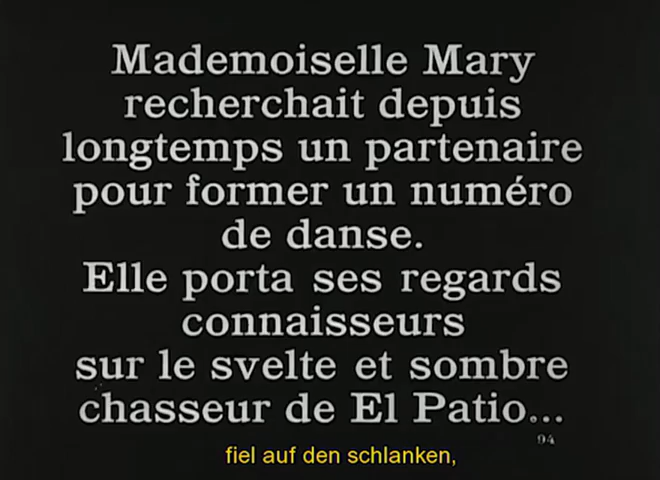 Mademoiselle Mary
recherchait depuis
longtemps un partenaire
pour former un numéro
de danse.
Elle porta ses regards
connaisseurs
sur le svelte et sombre
chasseur de El Patio...
94
fiel auf den schlanken,